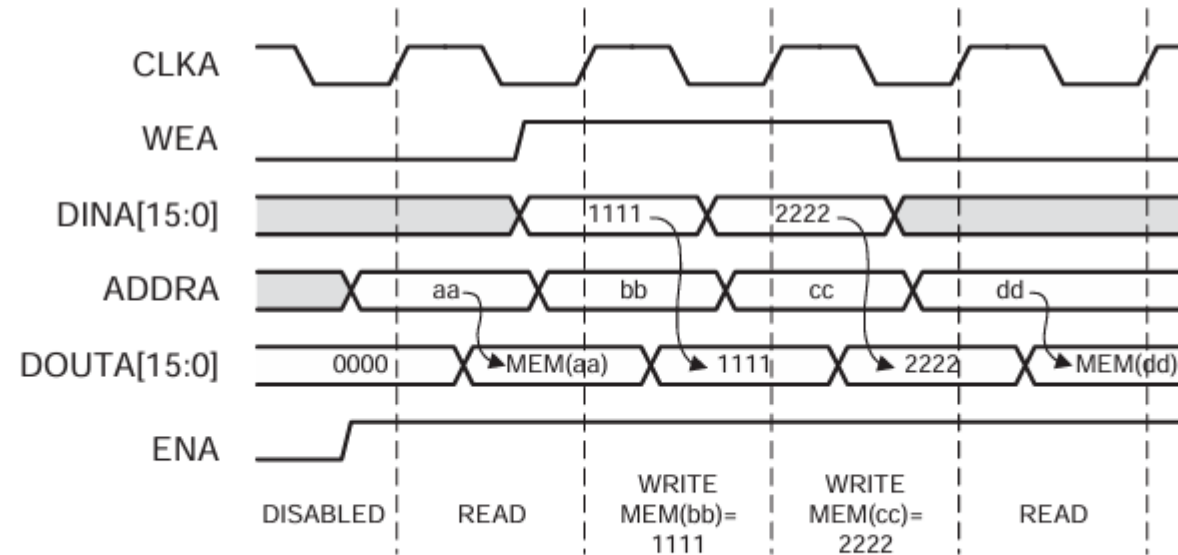 CLKA
WEA
DINA[15:0] 1111 2222
ADDRA aa bb cc dd
DOUTA[15:0] 0000 MEM(aa) 1111 2222 MEM(dd)
ENA
DISABLED READ WRITE MEM(bb)= 1111 WRITE MEM(cc)= 2222 READ